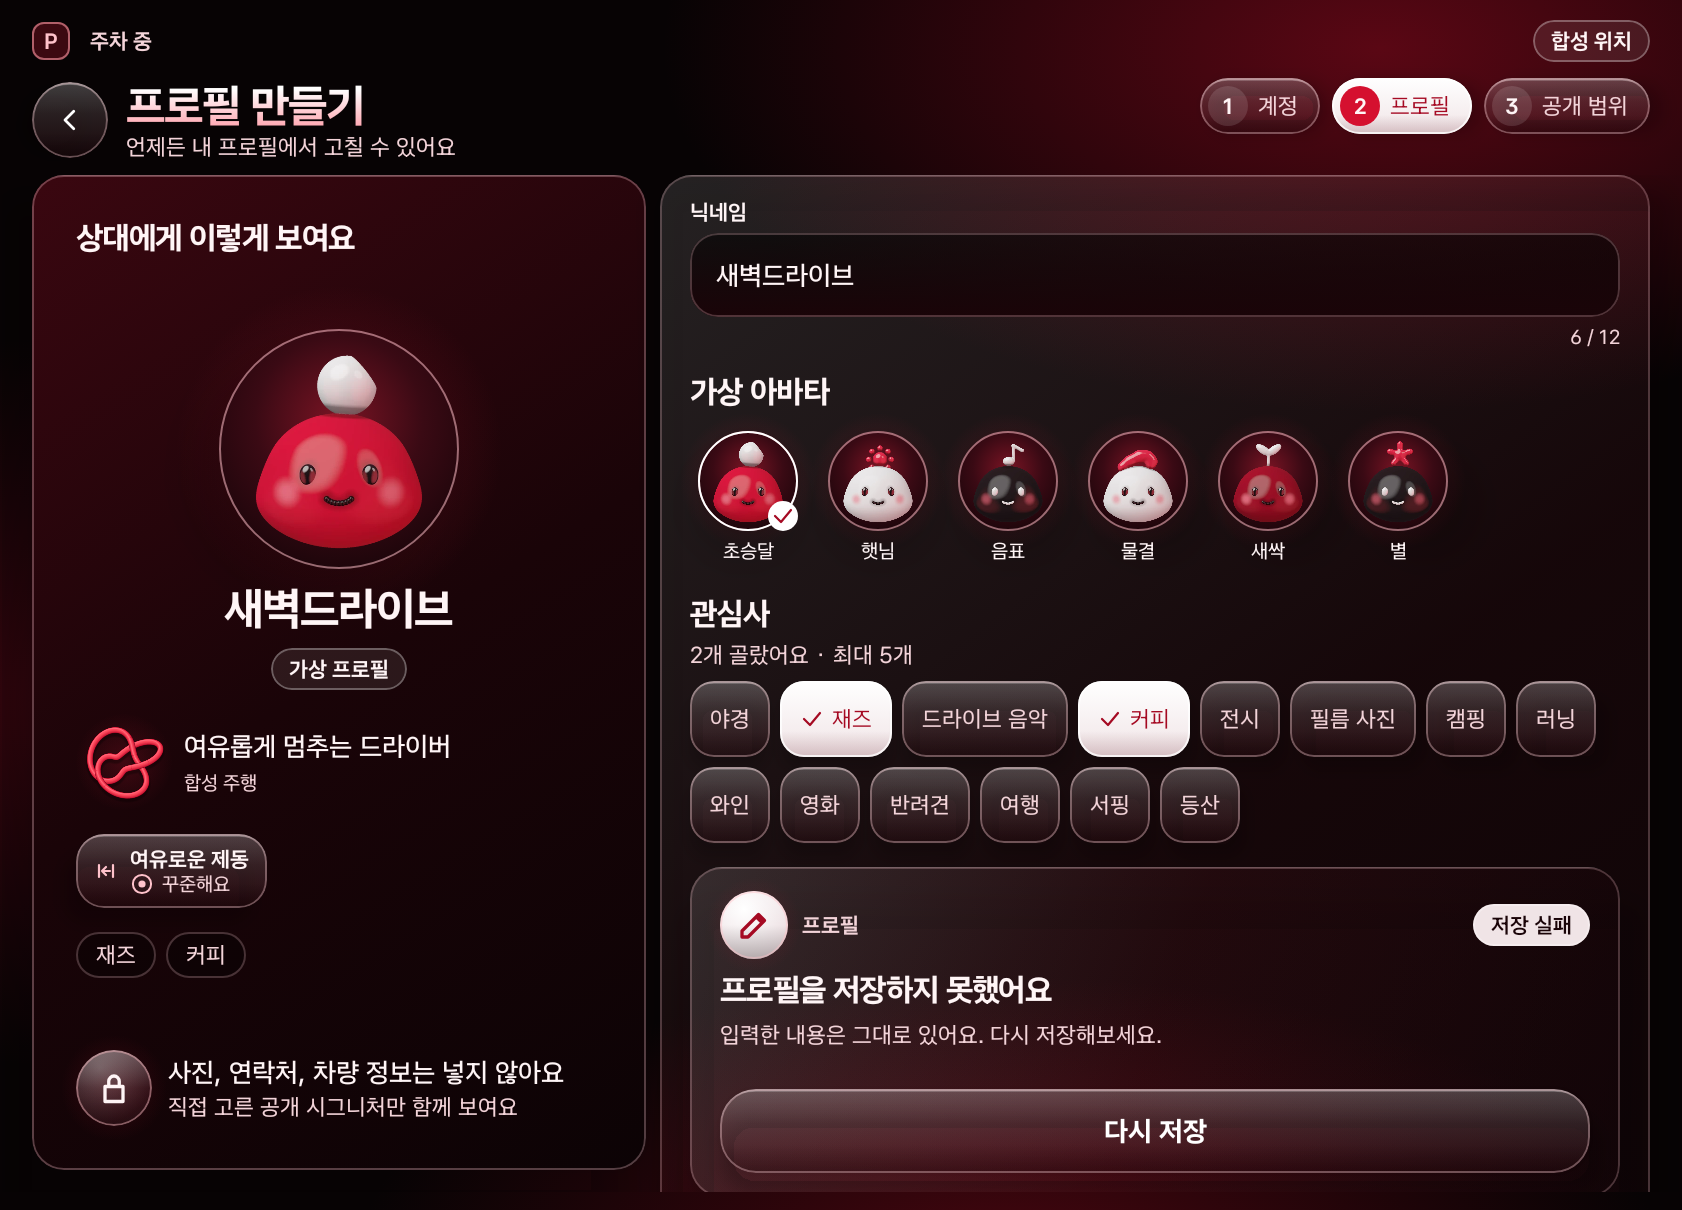 P 주차 중
합성 위치
프로필 만들기
언제든 내 프로필에서 고칠 수 있어요
1 계정
2 프로필
3 공개 범위
상대에게 이렇게 보여요
새벽드라이브
가상 프로필
여유롭게 멈추는 드라이버
합성 주행
여유로운 제동
꾸준해요
재즈 커피
사진, 연락처, 차량 정보는 넣지 않아요
직접 고른 공개 시그니처만 함께 보여요
닉네임
새벽드라이브
6 / 12
가상 아바타
초승달 햇님 음표 물결 새싹 별
관심사
2개 골랐어요 · 최대 5개
야경 재즈 드라이브 음악 커피 전시 필름 사진 캠핑 러닝
와인 영화 반려견 여행 서핑 등산
프로필
저장 실패
프로필을 저장하지 못했어요
입력한 내용은 그대로 있어요. 다시 저장해보세요.
다시 저장